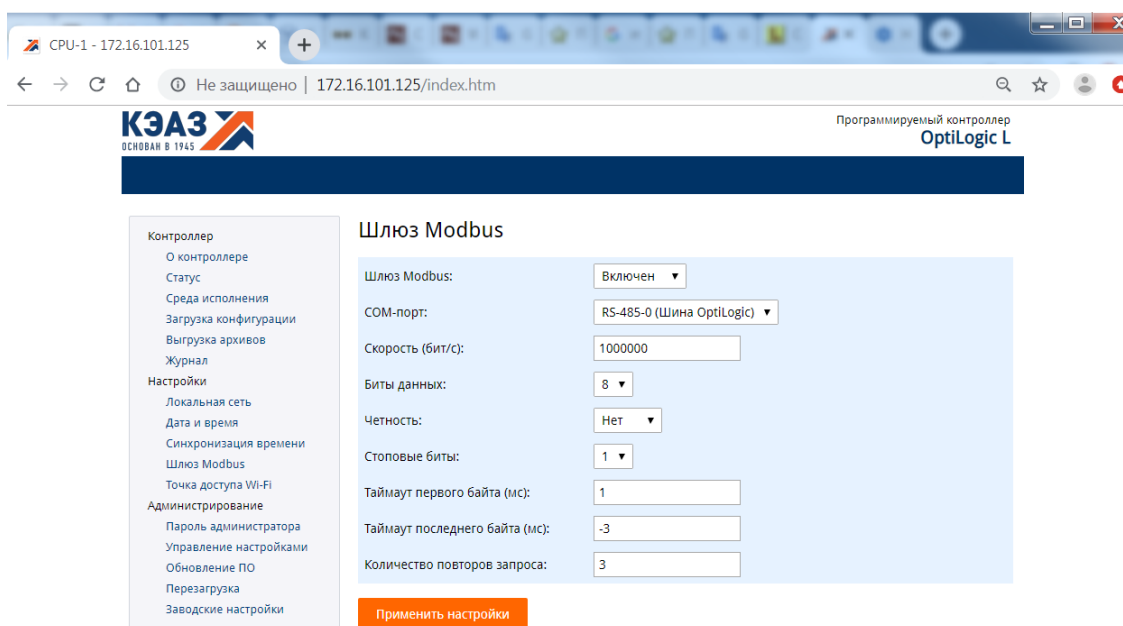 CPU-1 - 172.16.101.125
Не защищено | 172.16.101.125/index.htm
КЭАЗ
ОСНОВАН В 1945
Программируемый контроллер
OptiLogic L
Контроллер
О контроллере
Статус
Среда исполнения
Загрузка конфигурации
Выгрузка архивов
Журнал
Настройки
Локальная сеть
Дата и время
Синхронизация времени
Шлюз Modbus
Точка доступа Wi-Fi
Администрирование
Пароль администратора
Управление настройками
Обновление ПО
Перезагрузка
Заводские настройки
Шлюз Modbus
Шлюз Modbus: Включен
COM-порт: RS-485-0 (Шина OptiLogic)
Скорость (бит/с): 1000000
Биты данных: 8
Четность: Нет
Стоповые биты: 1
Таймаут первого байта (мс): 1
Таймаут последнего байта (мс): -3
Количество повторов запроса: 3
Применить настройки